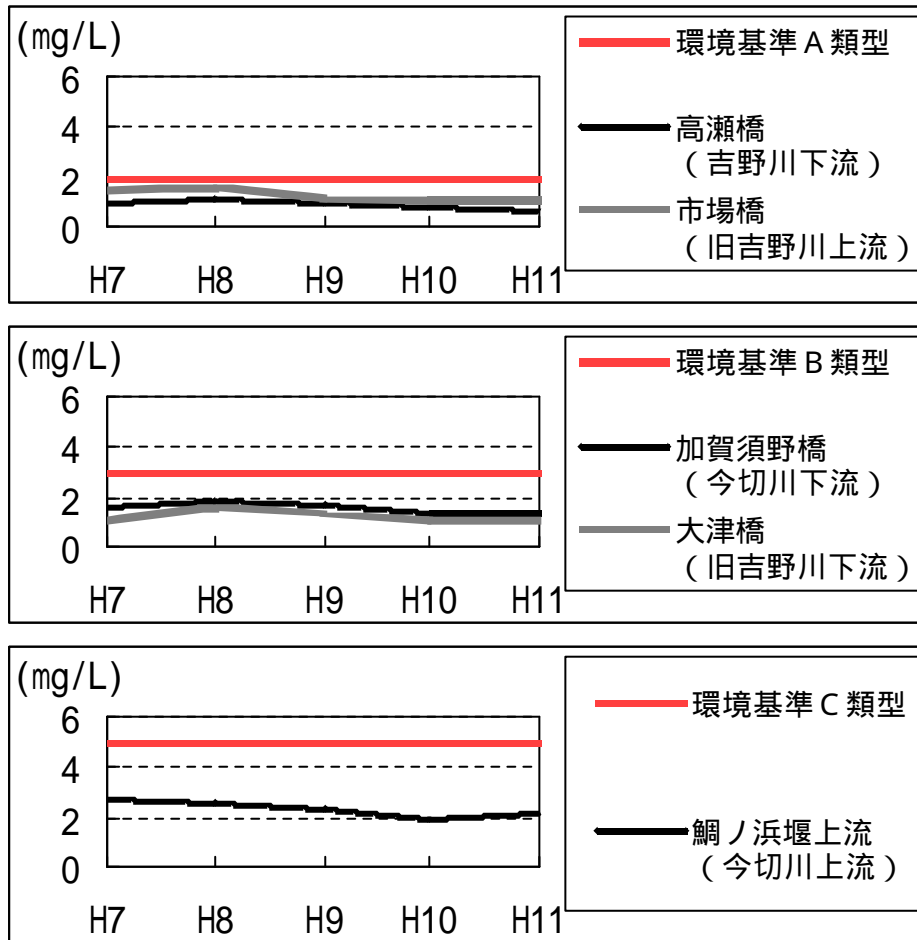 (mg/L)
6
4
2
0
H7 H8 H9 H10 H11
環境基準A類型
高瀬橋
(吉野川下流)
市場橋
(旧吉野川上流)
(mg/L)
6
4
2
0
H7 H8 H9 H10 H11
環境基準B類型
加賀須野橋
(今切川下流)
大津橋
(旧吉野川下流)
(mg/L)
6
4
2
0
H7 H8 H9 H10 H11
環境基準C類型
鯛ノ浜堰上流
(今切川上流)